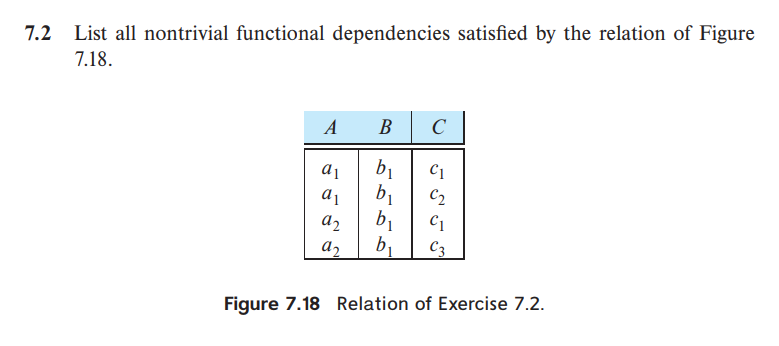 7.2 List all nontrivial functional dependencies satisfied by the relation of Figure
7.18.
A B C
a₁ b₁ c₁
a₁ b₁ c₂
a₂ b₁ c₁
a₂ b₁ c₃
Figure 7.18 Relation of Exercise 7.2.